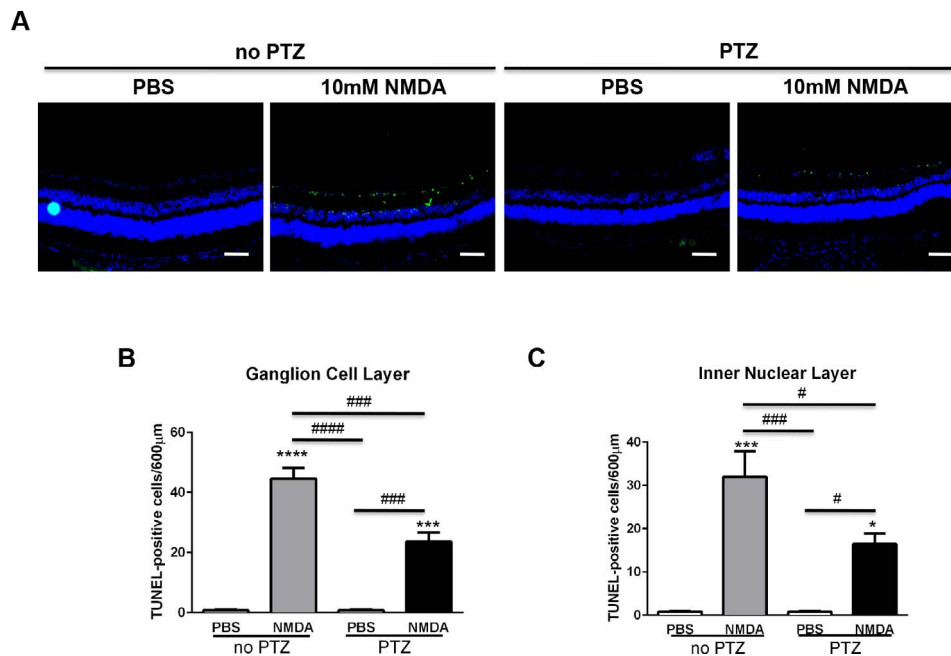 A
no PTZ PTZ
PBS 10mM NMDA PBS 10mM NMDA
B
Ganglion Cell Layer
###
####
****
###
***
TUNEL-positive cells/600μm
60
40
20
0
PBS NMDA PBS NMDA
no PTZ PTZ
C
Inner Nuclear Layer
#
###
***
#
*
TUNEL-positive cells/600μm
40
30
20
10
0
PBS NMDA PBS NMDA
no PTZ PTZ